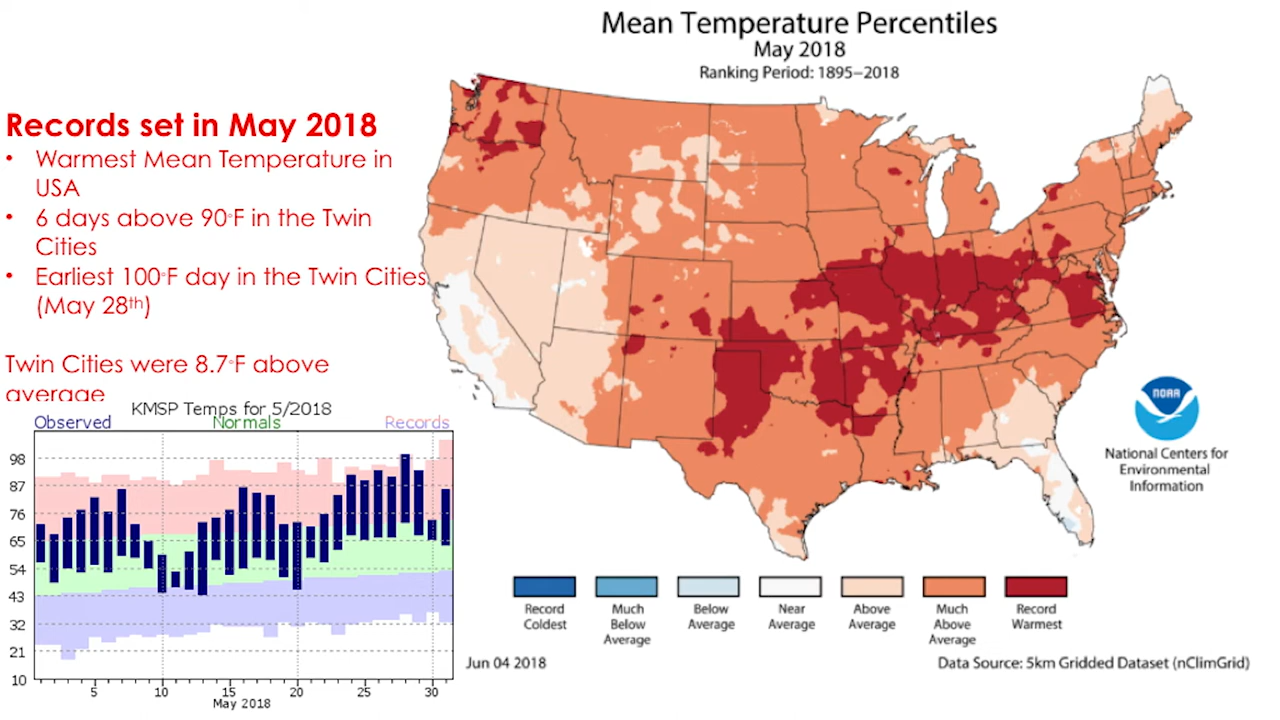 Mean Temperature Percentiles
May 2018
Ranking Period: 1895–2018
Records set in May 2018
• Warmest Mean Temperature in
USA
• 6 days above 90◦F in the Twin
Cities
• Earliest 100◦F day in the Twin Cities
(May 28th)
Twin Cities were 8.7◦F above
average
KMSP Temps for 5/2018
Observed Normals Records
98
87
76
65
54
43
32
21
10
5 10 15 20 25 30
May 2018
NOAA
National Centers for
Environmental
Information
Record
Coldest
Much
Below
Average
Below
Average
Near
Average
Above
Average
Much
Above
Average
Record
Warmest
Jun 04 2018
Data Source: 5km Gridded Dataset (nClimGrid)